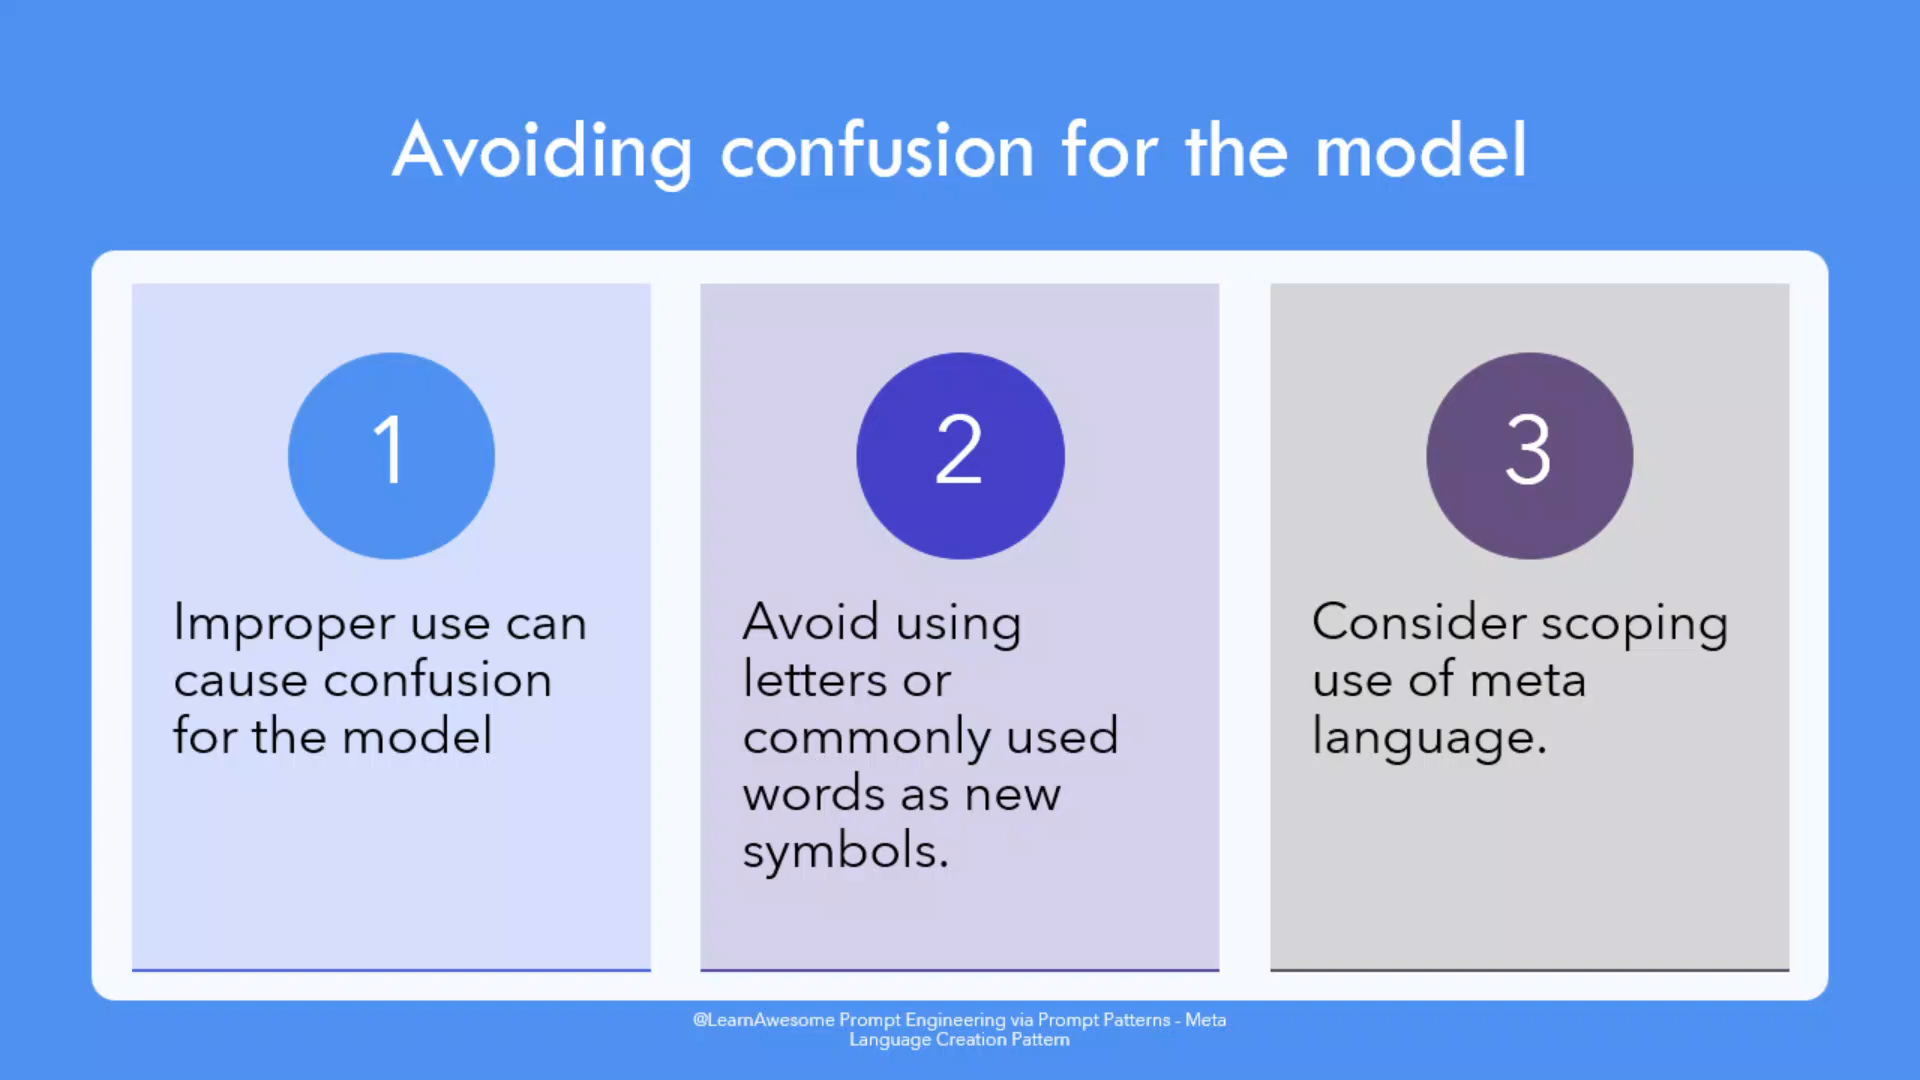 Avoiding confusion for the model
1
Improper use can
cause confusion
for the model
2
Avoid using
letters or
commonly used
words as new
symbols.
3
Consider scoping
use of meta
language.
@LearnAwesome Prompt Engineering via Prompt Patterns - Meta
Language Creation Pattern